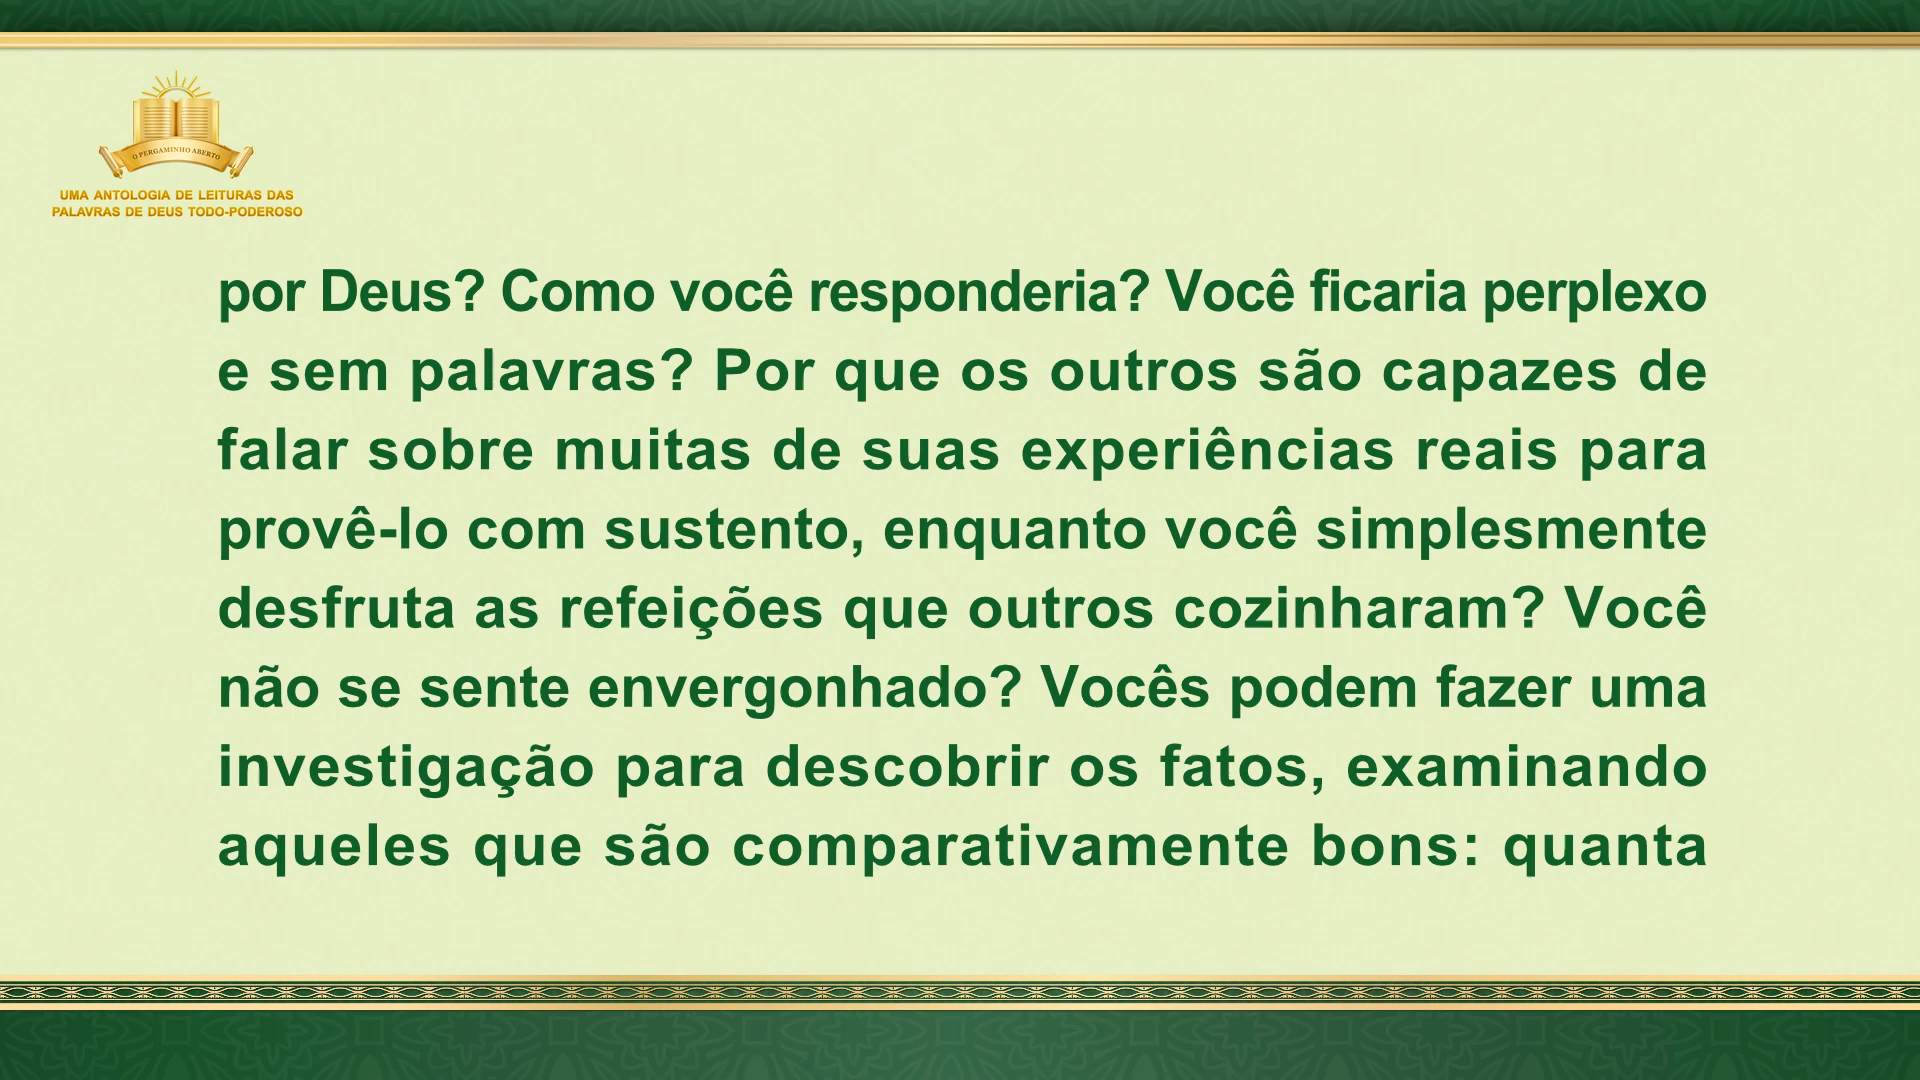 O PERGAMINHO ABERTO
UMA ANTOLOGIA DE LEITURAS DAS
PALAVRAS DE DEUS TODO-PODEROSO
por Deus? Como você responderia? Você ficaria perplexo
e sem palavras? Por que os outros são capazes de
falar sobre muitas de suas experiências reais para
provê-lo com sustento, enquanto você simplesmente
desfruta as refeições que outros cozinharam? Você
não se sente envergonhado? Vocês podem fazer uma
investigação para descobrir os fatos, examinando
aqueles que são comparativamente bons: quanta